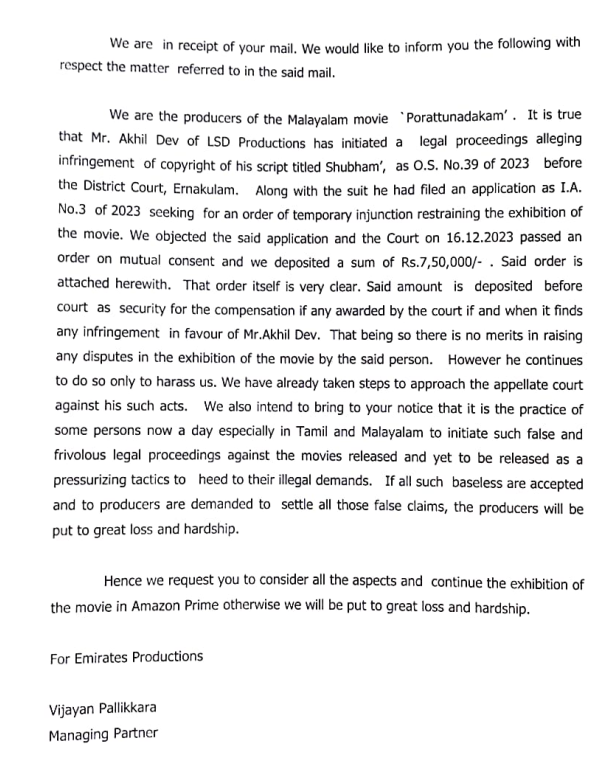 We are in receipt of your mail. We would like to inform you the following with
respect the matter referred to in the said mail.
We are the producers of the Malayalam movie `Porattunadakam'. It is true
that Mr. Akhil Dev of LSD Productions has initiated a legal proceedings alleging
infringement of copyright of his script titled Shubham', as O.S. No.39 of 2023 before
the District Court, Ernakulam. Along with the suit he had filed an application as I.A.
No.3 of 2023 seeking for an order of temporary injunction restraining the exhibition of
the movie. We objected the said application and the Court on 16.12.2023 passed an
order on mutual consent and we deposited a sum of Rs.7,50,000/- . Said order is
attached herewith. That order itself is very clear. Said amount is deposited before
court as security for the compensation if any awarded by the court if and when it finds
any infringement in favour of Mr.Akhil Dev. That being so there is no merits in raising
any disputes in the exhibition of the movie by the said person. However he continues
to do so only to harass us. We have already taken steps to approach the appellate court
against his such acts. We also intend to bring to your notice that it is the practice of
some persons now a day especially in Tamil and Malayalam to initiate such false and
frivolous legal proceedings against the movies released and yet to be released as a
pressurizing tactics to heed to their illegal demands. If all such baseless are accepted
and to producers are demanded to settle all those false claims, the producers will be
put to great loss and hardship.
Hence we request you to consider all the aspects and continue the exhibition of
the movie in Amazon Prime otherwise we will be put to great loss and hardship.
For Emirates Productions
Vijayan Pallikkara
Managing Partner